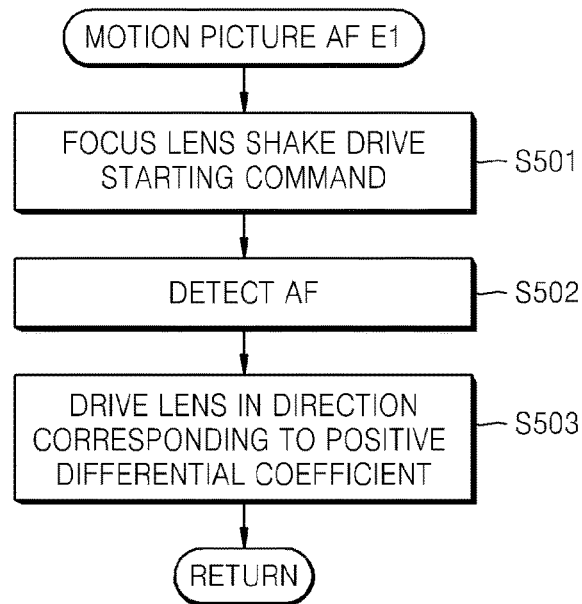 MOTION PICTURE AF E1
FOCUS LENS SHAKE DRIVE
STARTING COMMAND
S501
DETECT AF
S502
DRIVE LENS IN DIRECTION
CORRESPONDING TO POSITIVE
DIFFERENTIAL COEFFICIENT
S503
RETURN